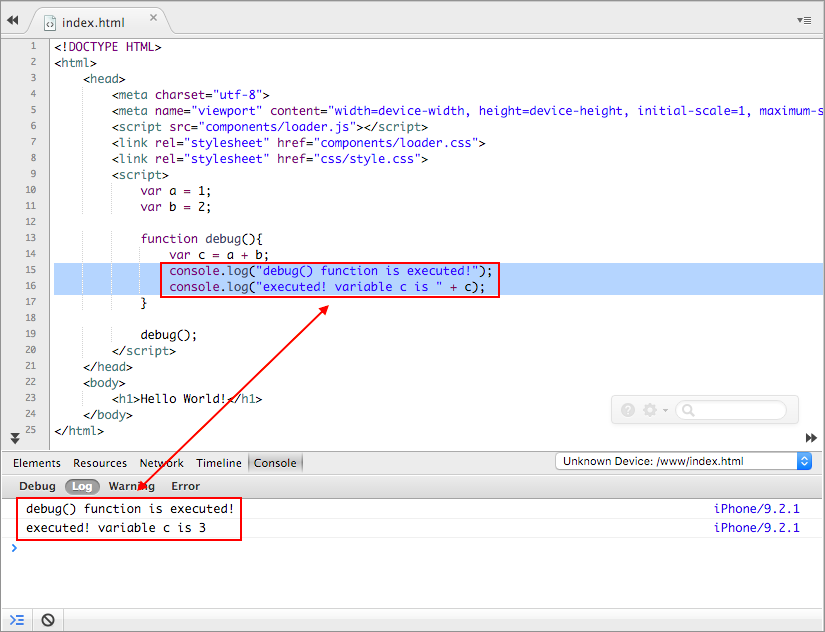 index.html
1 <!DOCTYPE HTML>
2 <html>
3 <head>
4 <meta charset="utf-8">
5 <meta name="viewport" content="width=device-width, height=device-height, initial-scale=1, maximum-s
6 <script src="components/loader.js"></script>
7 <link rel="stylesheet" href="components/loader.css">
8 <link rel="stylesheet" href="css/style.css">
9 <script>
10 var a = 1;
11 var b = 2;
12
13 function debug(){
14 var c = a + b;
15 console.log("debug() function is executed!");
16 console.log("executed! variable c is " + c);
17 }
18
19 debug();
20 </script>
21 </head>
22 <body>
23 <h1>Hello World!</h1>
24 </body>
25 </html>
Elements Resources Network Timeline Console Unknown Device: /www/index.html
Debug Log Warning Error
debug() function is executed! iPhone/9.2.1
executed! variable c is 3 iPhone/9.2.1